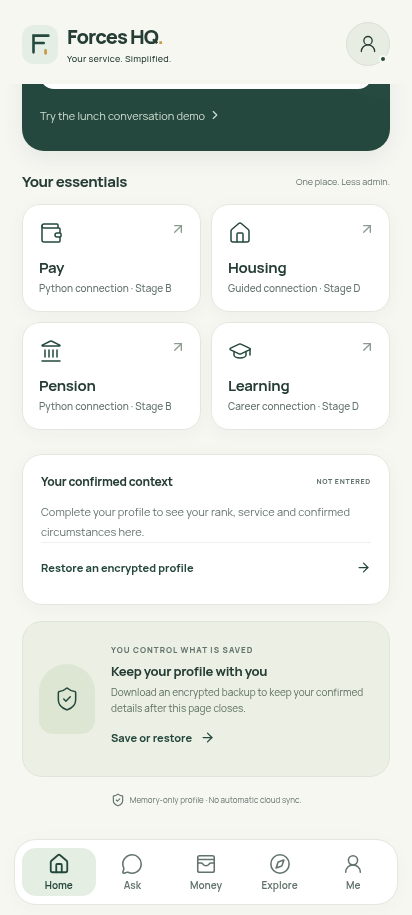 Forces HQ.
Your service. Simplified.
Try the lunch conversation demo
Your essentials
One place. Less admin.
Pay
Python connection · Stage B
Housing
Guided connection · Stage D
Pension
Python connection · Stage B
Learning
Career connection · Stage D
Your confirmed context
NOT ENTERED
Complete your profile to see your rank, service and confirmed
circumstances here.
Restore an encrypted profile
YOU CONTROL WHAT IS SAVED
Keep your profile with you
Download an encrypted backup to keep your confirmed
details after this page closes.
Save or restore
Memory-only profile · No automatic cloud sync.
Home
Ask
Money
Explore
Me